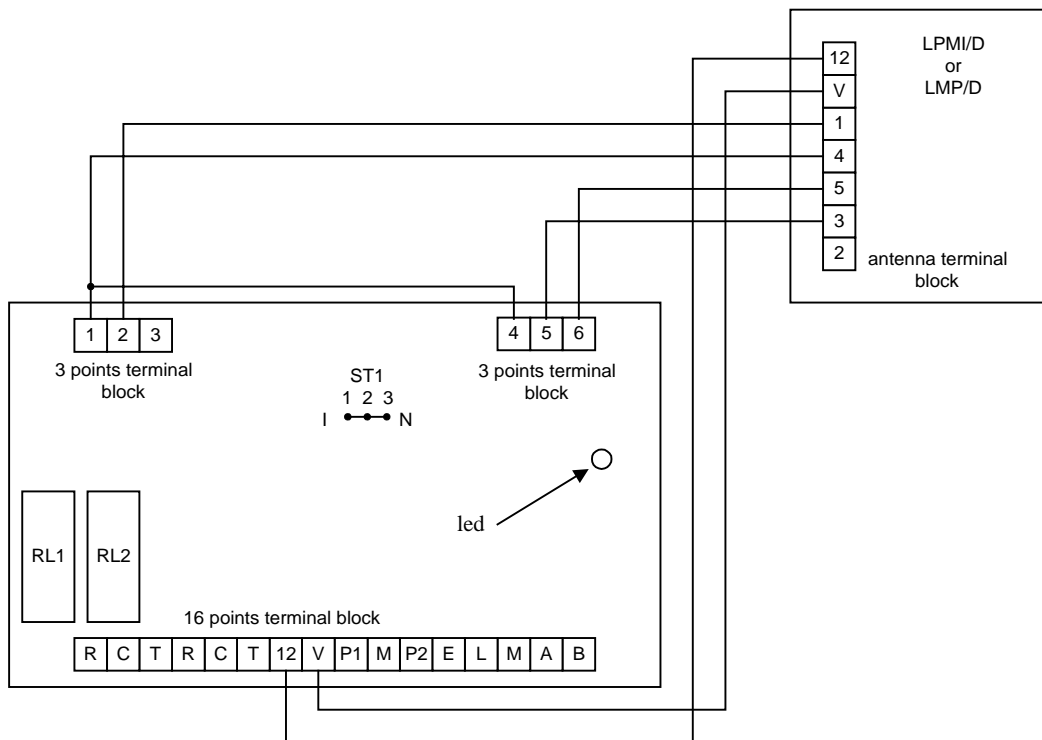 LPMI/D
or
LMP/D
12
V
1
4
5
3
2
antenna terminal
block
1 2 3
3 points terminal
block
4 5 6
3 points terminal
block
ST1
1 2 3
I N
led
RL1 RL2
16 points terminal block
R C T R C T 12 V P1 M P2 E L M A B